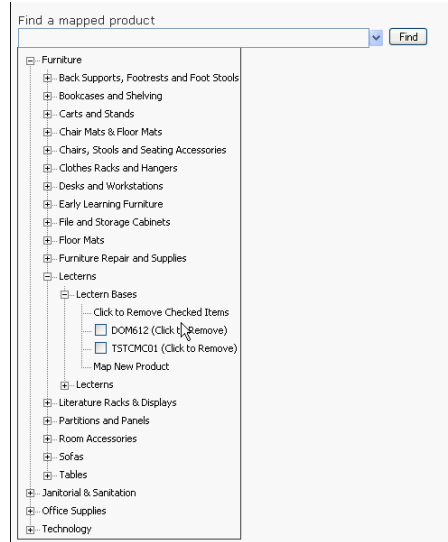 Find a mapped product
Find
Furniture
Back Supports, Footrests and Foot Stools
Bookcases and Shelving
Carts and Stands
Chair Mats & Floor Mats
Chairs, Stools and Seating Accessories
Clothes Racks and Hangers
Desks and Workstations
Early Learning Furniture
File and Storage Cabinets
Floor Mats
Furniture Repair and Supplies
Lecterns
Lectern Bases
Click to Remove Checked Items
DOM612 (Click to Remove)
TSTCMC01 (Click to Remove)
Map New Product
Lecterns
Literature Racks & Displays
Partitions and Panels
Room Accessories
Sofas
Tables
Janitorial & Sanitation
Office Supplies
Technology